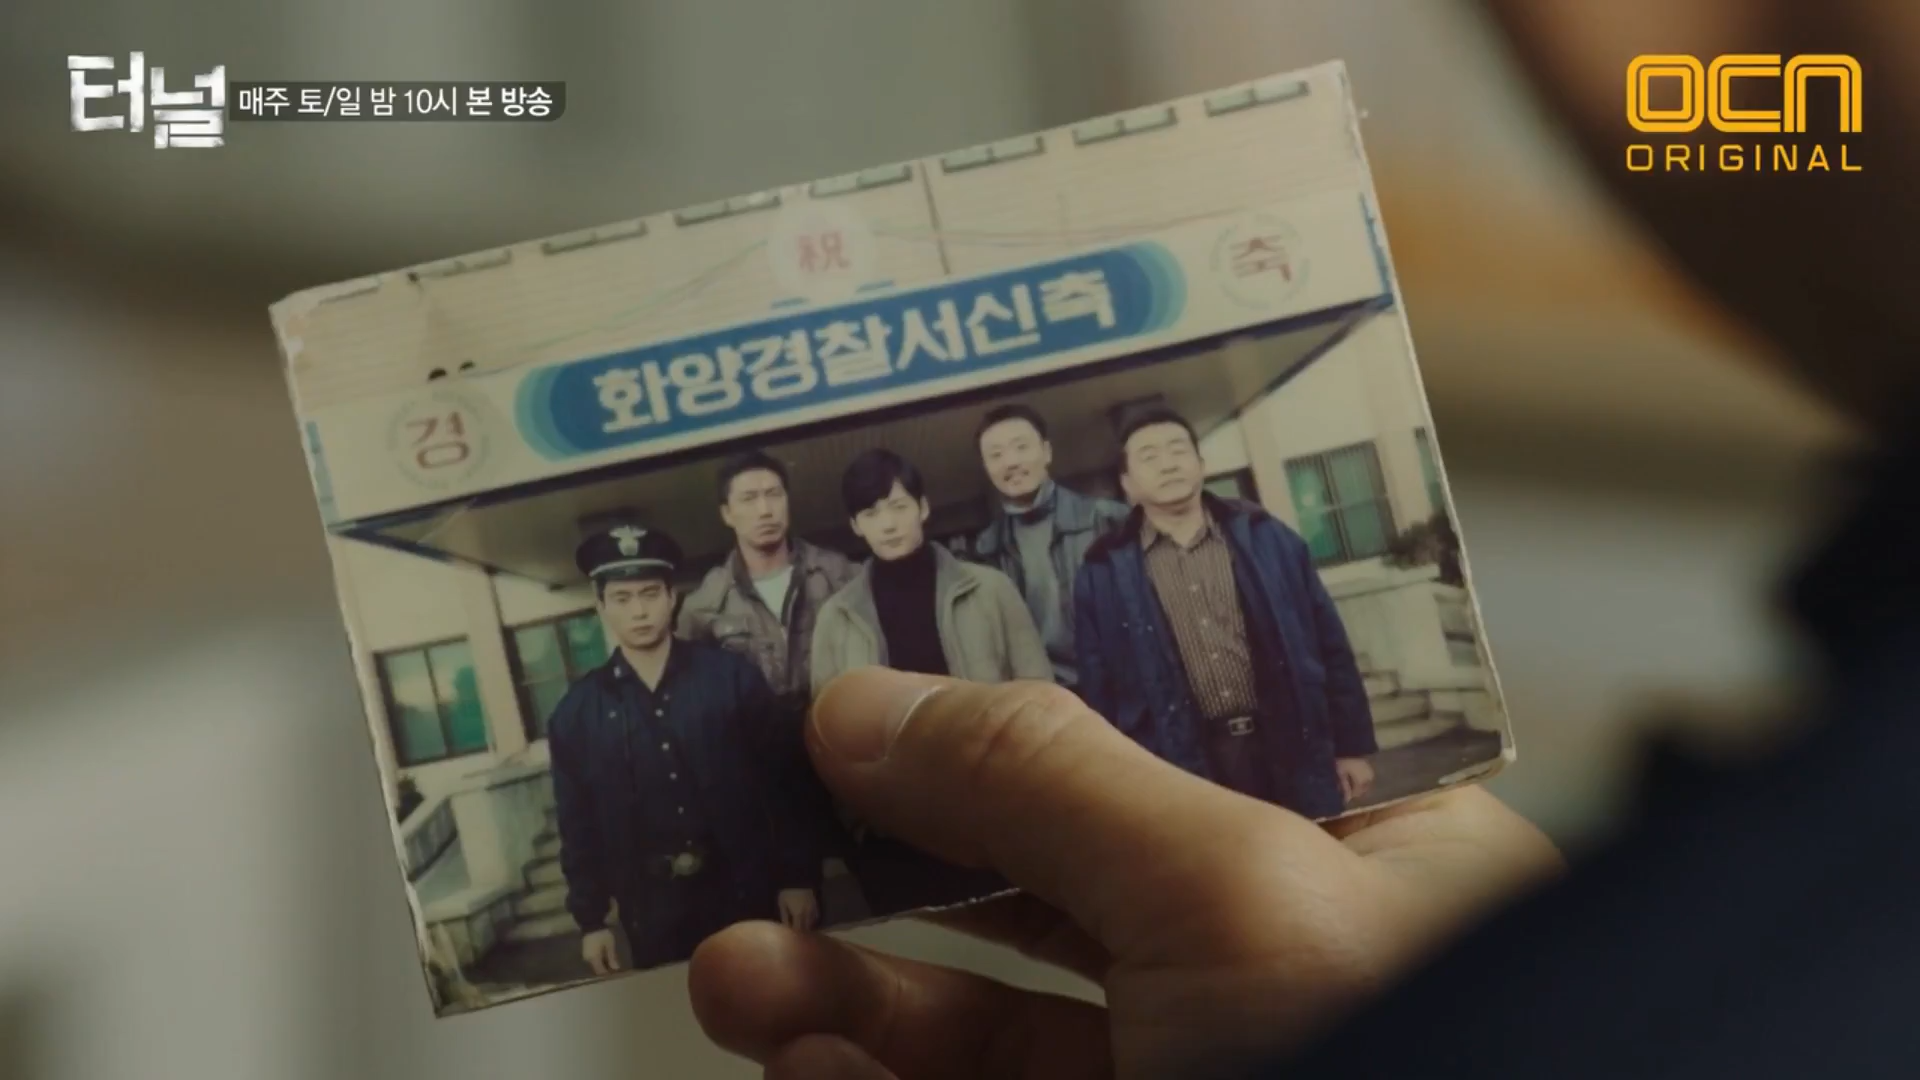 터널
매주 토/일 밤 10시 본 방송
OCN
ORIGINAL
祝
축
화양경찰서신축
경